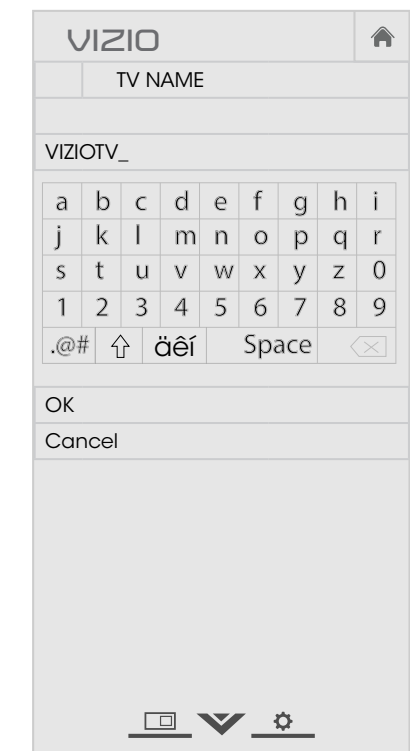 VIZIO
TV NAME
VIZIOTV_
a b c d e f g h i
j k l m n o p q r
s t u v w x y z 0
1 2 3 4 5 6 7 8 9
.@# äêí Space
OK
Cancel